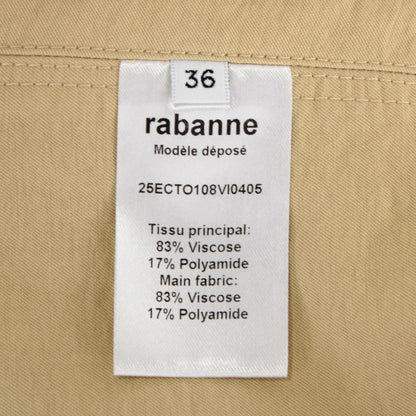 36
rabanne
Modèle déposé
25ECTO108VI0405
Tissu principal:
83% Viscose
17% Polyamide
Main fabric:
83% Viscose
17% Polyamide